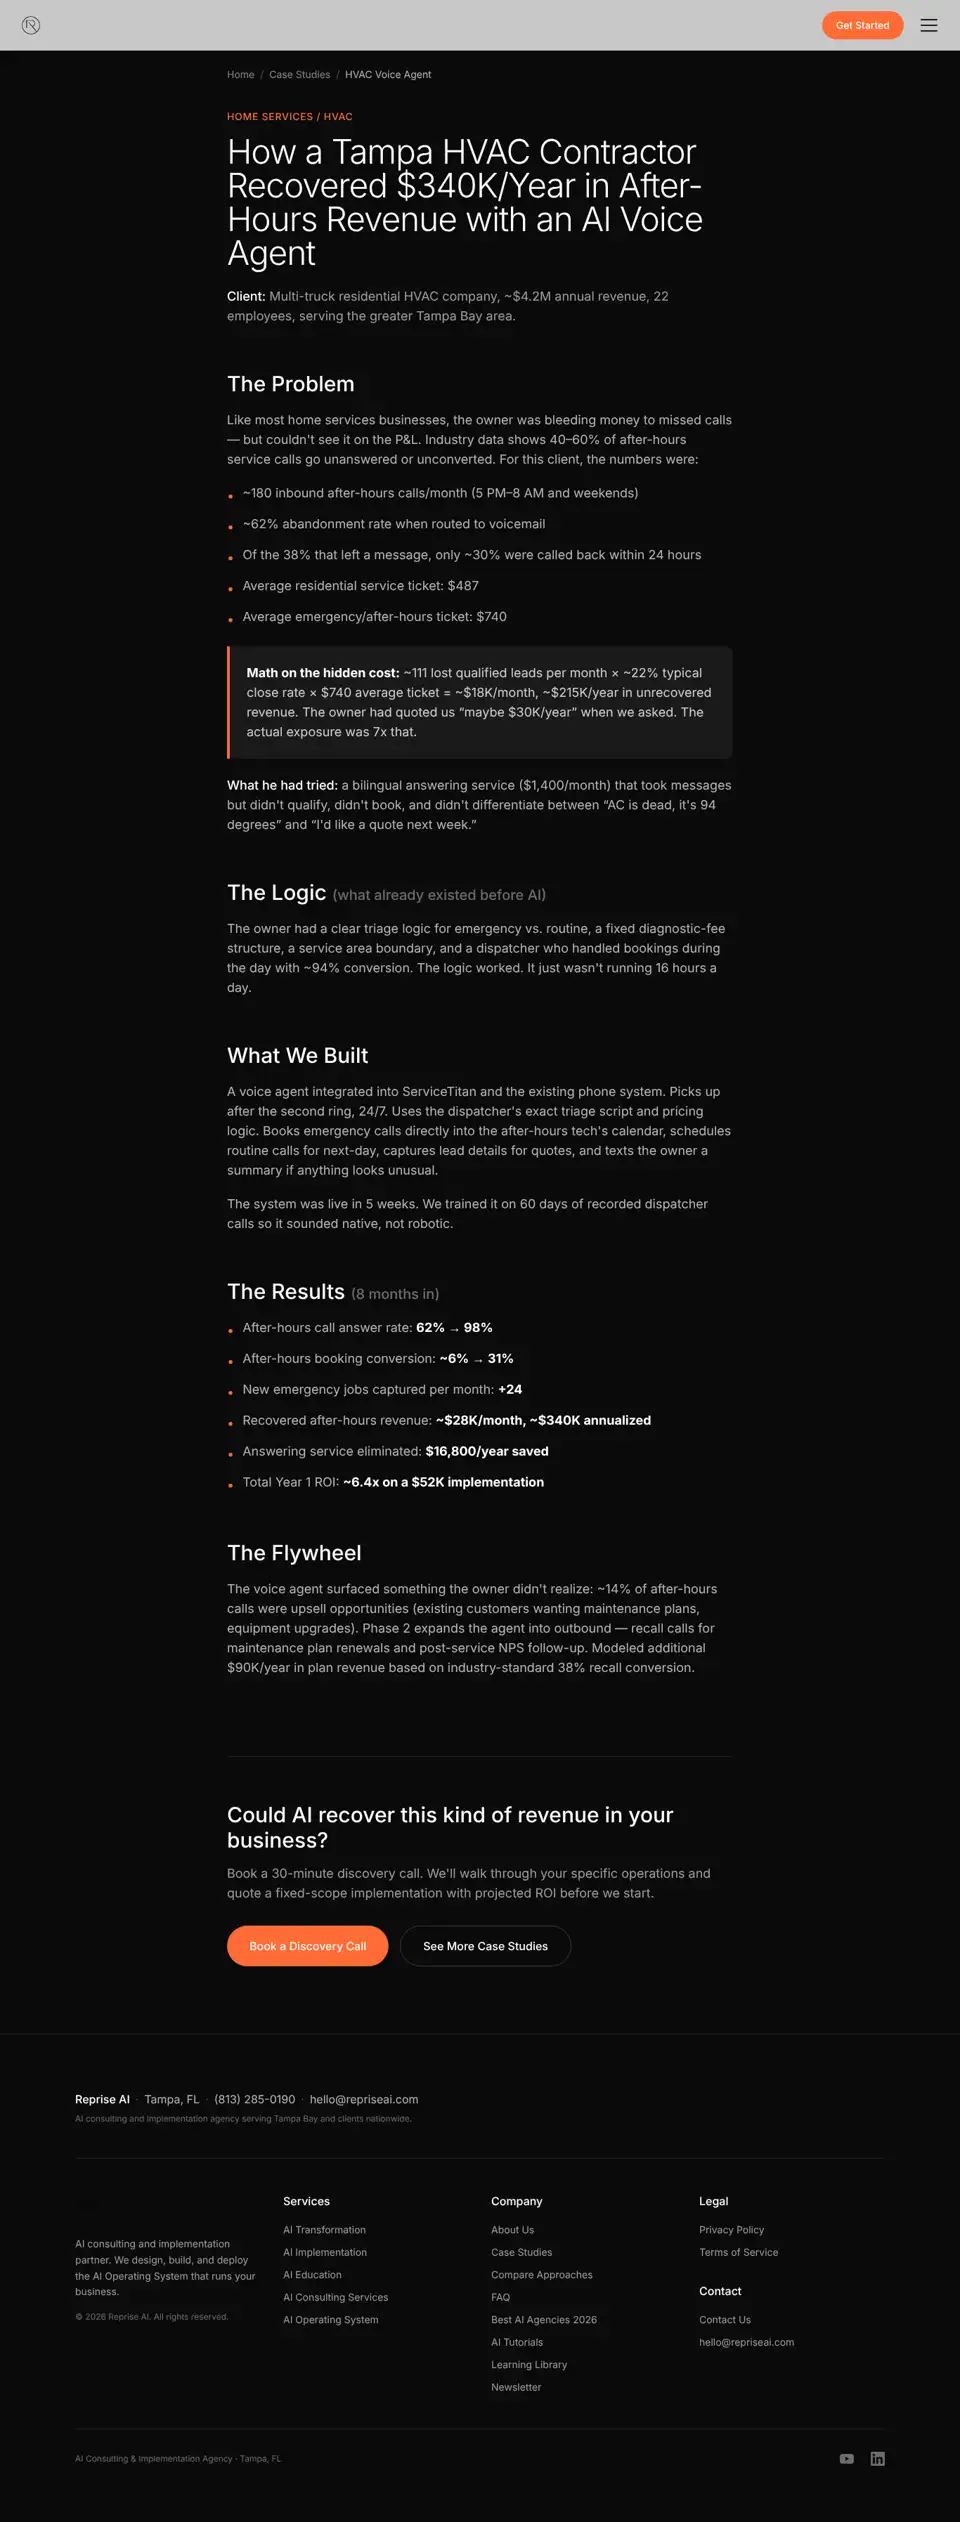 Get Started
Home / Case Studies / HVAC Voice Agent
HOME SERVICES / HVAC
How a Tampa HVAC Contractor
Recovered $340K/Year in After-
Hours Revenue with an AI Voice
Agent
Client: Multi-truck residential HVAC company, ~$4.2M annual revenue, 22
employees, serving the greater Tampa Bay area.
The Problem
Like most home services businesses, the owner was bleeding money to missed calls
— but couldn't see it on the P&L. Industry data shows 40–60% of after-hours
service calls go unanswered or unconverted. For this client, the numbers were:
~180 inbound after-hours calls/month (5 PM–8 AM and weekends)
~62% abandonment rate when routed to voicemail
Of the 38% that left a message, only ~30% were called back within 24 hours
Average residential service ticket: $487
Average emergency/after-hours ticket: $740
Math on the hidden cost: ~111 lost qualified leads per month × ~22% typical
close rate × $740 average ticket = ~$18K/month, ~$215K/year in unrecovered
revenue. The owner had quoted us “maybe $30K/year” when we asked. The
actual exposure was 7x that.
What he had tried: a bilingual answering service ($1,400/month) that took messages
but didn't qualify, didn't book, and didn't differentiate between “AC is dead, it's 94
degrees” and “I'd like a quote next week.”
The Logic (what already existed before AI)
The owner had a clear triage logic for emergency vs. routine, a fixed diagnostic-fee
structure, a service area boundary, and a dispatcher who handled bookings during
the day with ~94% conversion. The logic worked. It just wasn't running 16 hours a
day.
What We Built
A voice agent integrated into ServiceTitan and the existing phone system. Picks up
after the second ring, 24/7. Uses the dispatcher's exact triage script and pricing
logic. Books emergency calls directly into the after-hours tech's calendar, schedules
routine calls for next-day, captures lead details for quotes, and texts the owner a
summary if anything looks unusual.
The system was live in 5 weeks. We trained it on 60 days of recorded dispatcher
calls so it sounded native, not robotic.
The Results (8 months in)
After-hours call answer rate: 62% → 98%
After-hours booking conversion: ~6% → 31%
New emergency jobs captured per month: +24
Recovered after-hours revenue: ~$28K/month, ~$340K annualized
Answering service eliminated: $16,800/year saved
Total Year 1 ROI: ~6.4x on a $52K implementation
The Flywheel
The voice agent surfaced something the owner didn't realize: ~14% of after-hours
calls were upsell opportunities (existing customers wanting maintenance plans,
equipment upgrades). Phase 2 expands the agent into outbound — recall calls for
maintenance plan renewals and post-service NPS follow-up. Modeled additional
$90K/year in plan revenue based on industry-standard 38% recall conversion.
Could AI recover this kind of revenue in your
business?
Book a 30-minute discovery call. We'll walk through your specific operations and
quote a fixed-scope implementation with projected ROI before we start.
Book a Discovery Call
See More Case Studies
Reprise AI · Tampa, FL · (813) 285-0190 · hello@repriseai.com
AI consulting and implementation agency serving Tampa Bay and clients nationwide.
AI consulting and implementation
partner. We design, build, and deploy
the AI Operating System that runs your
business.
© 2026 Reprise AI. All rights reserved.
Services
AI Transformation
AI Implementation
AI Education
AI Consulting Services
AI Operating System
Company
About Us
Case Studies
Compare Approaches
FAQ
Best AI Agencies 2026
AI Tutorials
Learning Library
Newsletter
Legal
Privacy Policy
Terms of Service
Contact
Contact Us
hello@repriseai.com
AI Consulting & Implementation Agency · Tampa, FL